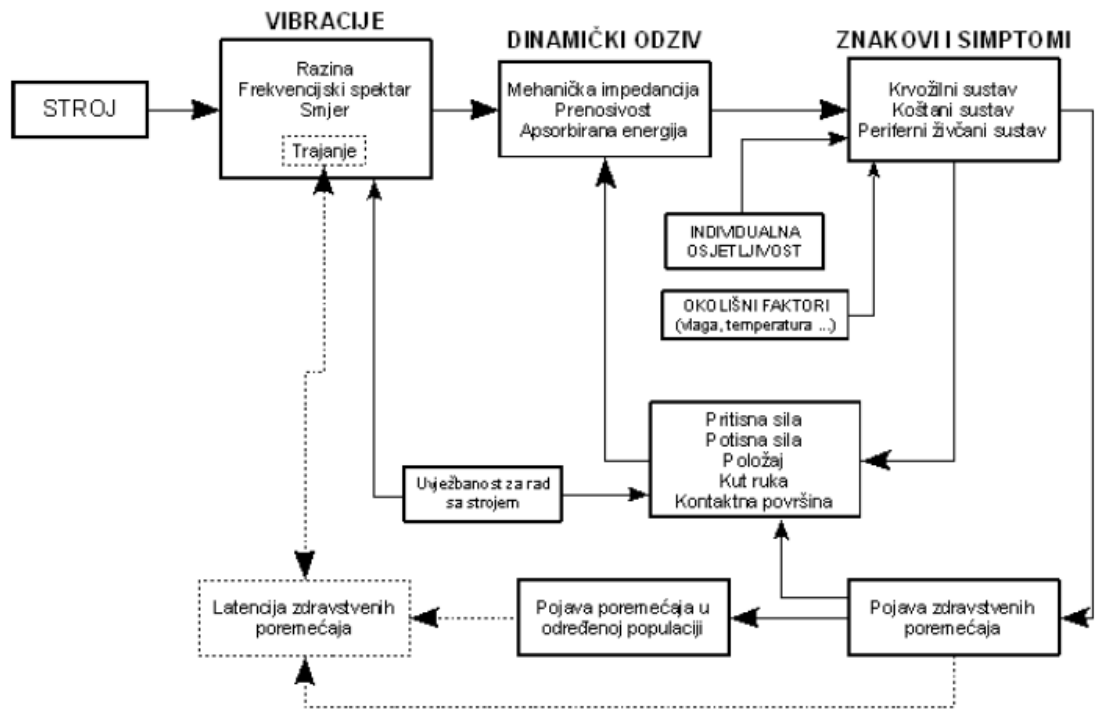 VIBRACIJE
DINAMIČKI ODZIV
ZNAKOVI I SIMPTOMI
STROJ
Razina
Frekvencijski spektar
Smjer
Trajanje
Mehanička impedancija
Prenosivost
Apsorbirana energija
Krvožilni sustav
Koštani sustav
Periferni živčani sustav
INDIVIDUALNA
OSJETLJIVOST
OKOLIŠNI FAKTORI
(vlaga, temperatura ...)
Pritisna sila
Potisna sila
Položaj
Kut ruka
Kontaktna površina
Uvježbanost za rad
sa strojem
Latencija zdravstvenih
poremećaja
Pojava poremećaja u
određenoj populaciji
Pojava zdravstvenih
poremećaja